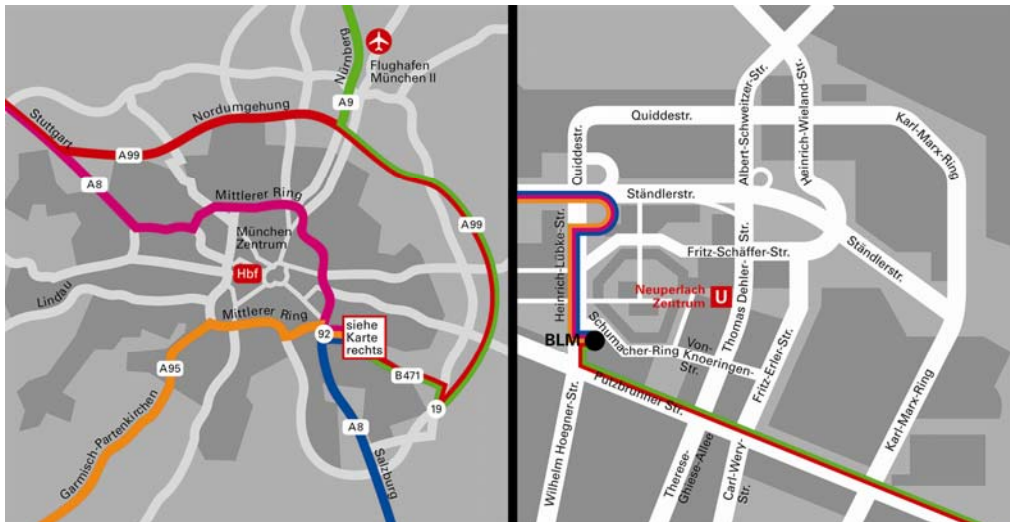 Nürnberg
Flughafen
München II
A9
Nordumgehung
Stuttgart
A99
A8
Mittlerer Ring
A99
München
Zentrum
Hbf
Lindau
Mittlerer Ring
92
siehe
Karte
rechts
A95
B471
19
A8
Garmisch-Partenkirchen
Salzburg
Quiddestr.
Albert-Schweitzer-Str.
Heinrich-Wieland-Str.
Karl-Marx-Ring
Quiddestr.
Ständlerstr.
Heinrich-Lübke-Str.
Fritz-Schäffer-Str.
Ständlerstr.
Neuperlach
Zentrum
U
Thomas Dehler-Str.
BLM
Schumacher-Ring
Von-
Knoeringen-
Str.
Fritz-Erler-Str.
Putzbrunner Str.
Karl-Marx-Ring
Wilhelm Hoegner-Str.
Therese-
Ghiese-Allee
Carl-Wery-
Str.